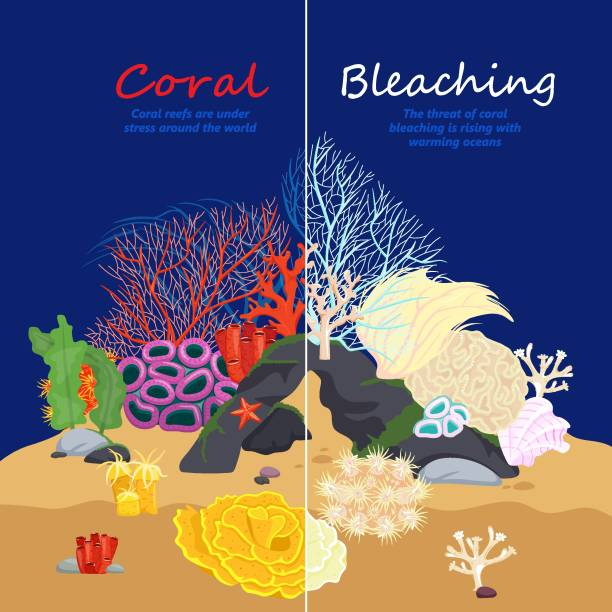 Coral
Coral reefs are under
stress around the world
Bleaching
The threat of coral
bleaching is rising with
warming oceans